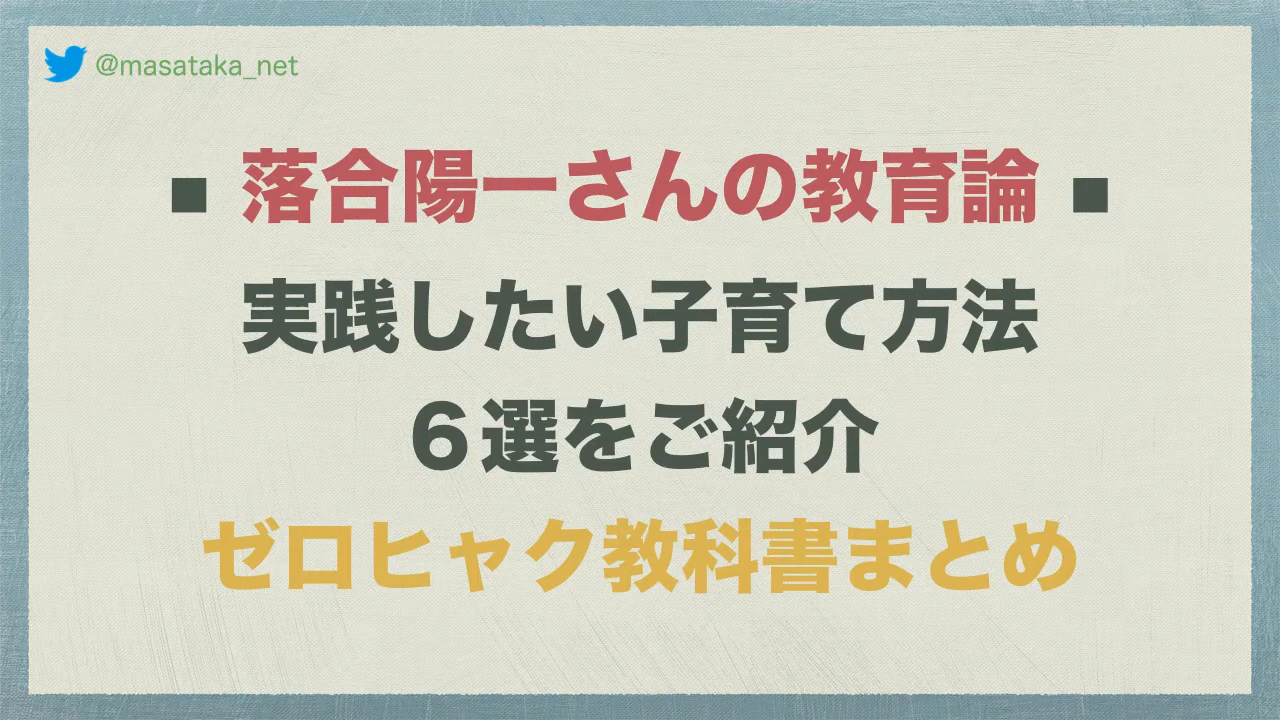 @masataka_net
■ 落合陽一さんの教育論 ■
実践したい子育て方法
６選をご紹介
ゼロヒャク教科書まとめ